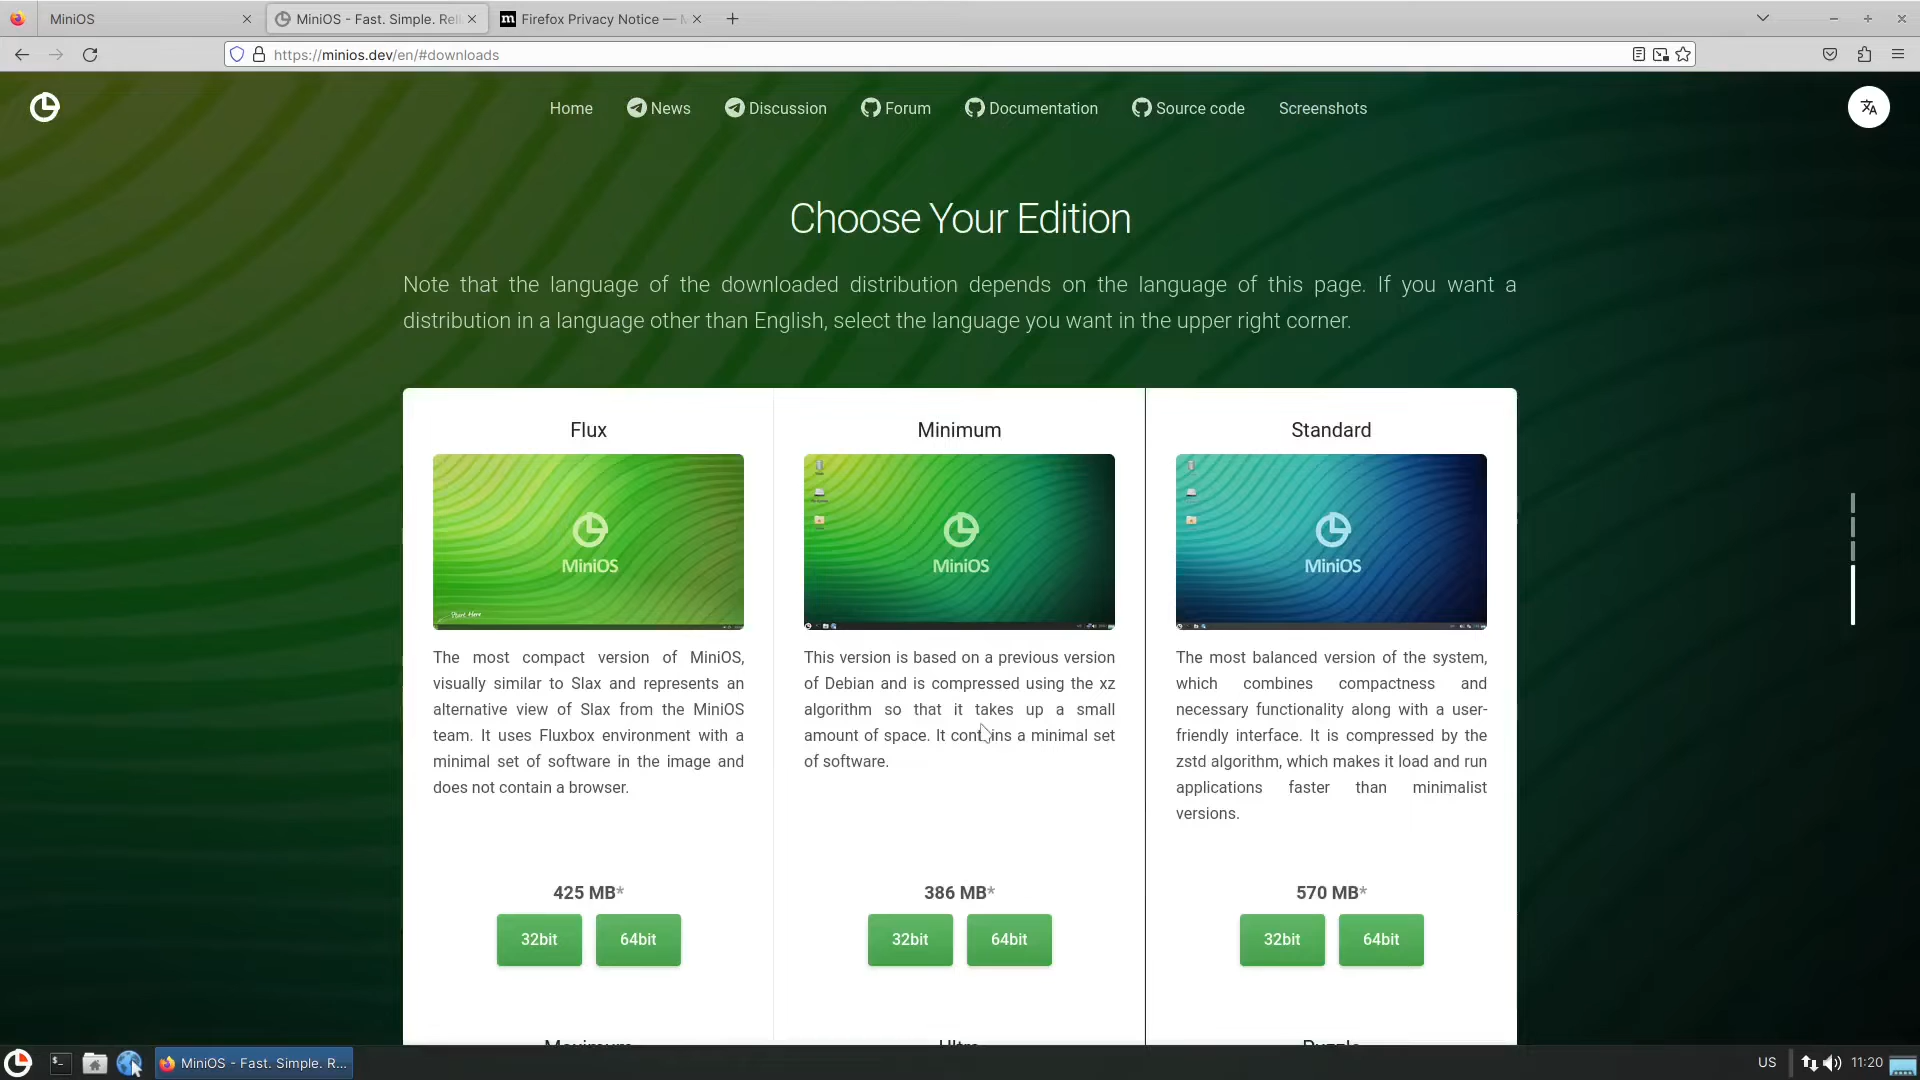 MiniOS
MiniOS - Fast. Simple. Reli
Firefox Privacy Notice — M
https://minios.dev/en/#downloads
Home
News
Discussion
Forum
Documentation
Source code
Screenshots
Choose Your Edition
Note that the language of the downloaded distribution depends on the language of this page. If you want a
distribution in a language other than English, select the language you want in the upper right corner.
Flux
MiniOS
Start Here
The most compact version of MiniOS,
visually similar to Slax and represents an
alternative view of Slax from the MiniOS
team. It uses Fluxbox environment with a
minimal set of software in the image and
does not contain a browser.
425 MB*
32bit
64bit
Minimum
MiniOS
This version is based on a previous version
of Debian and is compressed using the xz
algorithm so that it takes up a small
amount of space. It contains a minimal set
of software.
386 MB*
32bit
64bit
Standard
MiniOS
The most balanced version of the system,
which combines compactness and
necessary functionality along with a user-
friendly interface. It is compressed by the
zstd algorithm, which makes it load and run
applications faster than minimalist
versions.
570 MB*
32bit
64bit
Maximum
Ultra
Puzzle
MiniOS - Fast. Simple. R...
US
11:20